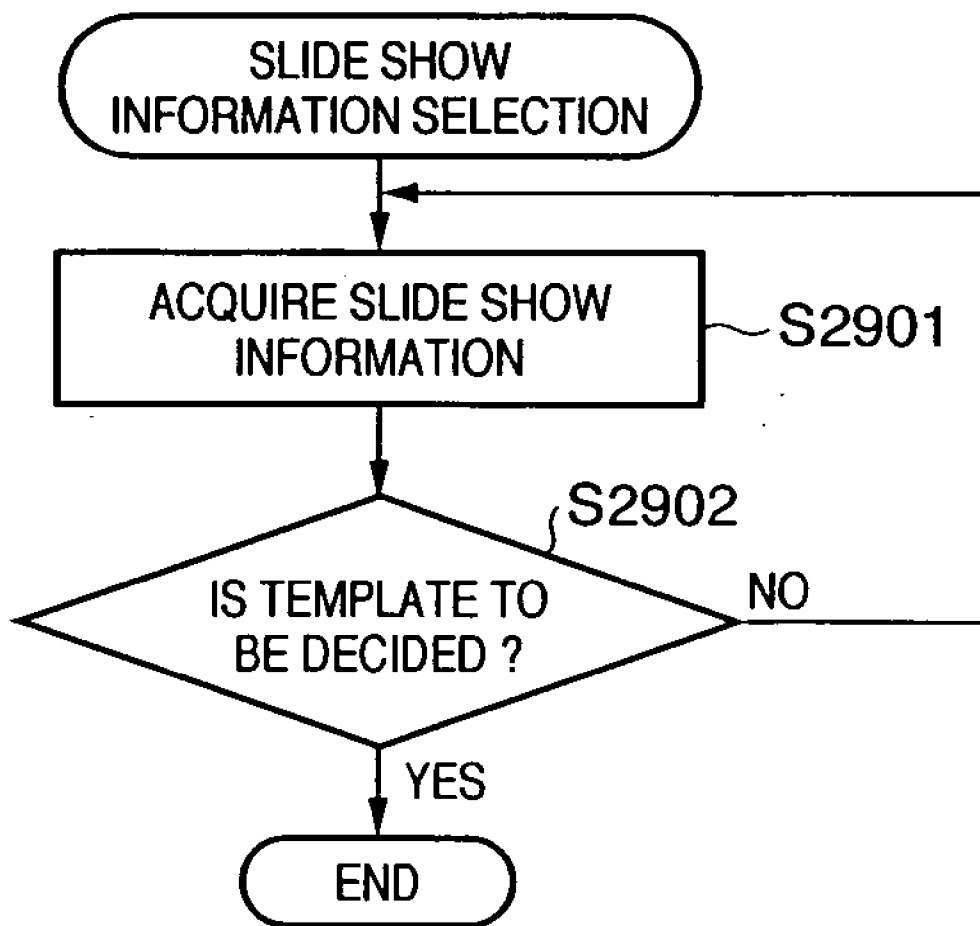 SLIDE SHOW
INFORMATION SELECTION
ACQUIRE SLIDE SHOW
INFORMATION
S2901
S2902
IS TEMPLATE TO
BE DECIDED ?
NO
YES
END